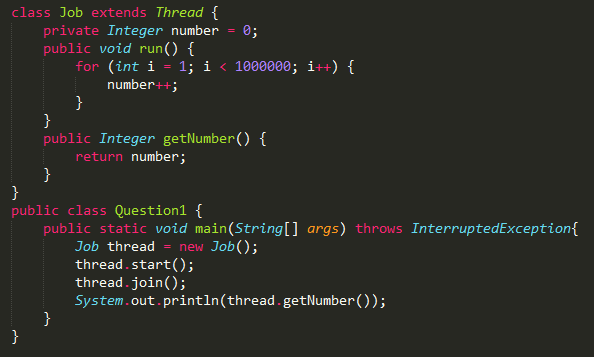 class Job extends Thread {
    private Integer number = 0;
    public void run() {
        for (int i = 1; i < 1000000; i++) {
            number++;
        }
    }
    public Integer getNumber() {
        return number;
    }
}
public class Question1 {
    public static void main(String[] args) throws InterruptedException{
        Job thread = new Job();
        thread.start();
        thread.join();
        System.out.println(thread.getNumber());
    }
}